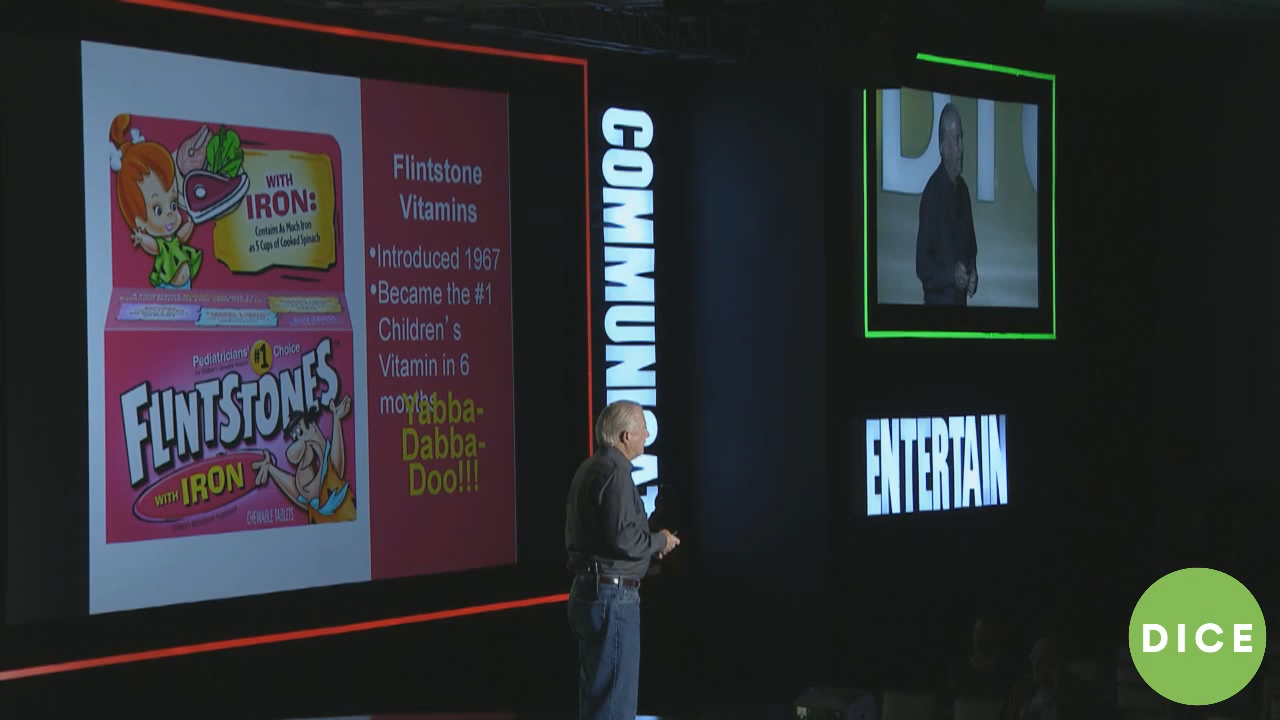 WITH
IRON:
Contains As Much Iron
as 5 Cups of Cooked Spinach
Pediatricians' #1 Choice
FLINTSTONES
WITH IRON
CHEWABLE TABLETS
Flintstone
Vitamins
•Introduced 1967
•Became the #1
Children's
Vitamin in 6
months
Yabba-
Dabba-
Doo!!!
COMMUNICAT
DIC
ENTERTAIN
DICE